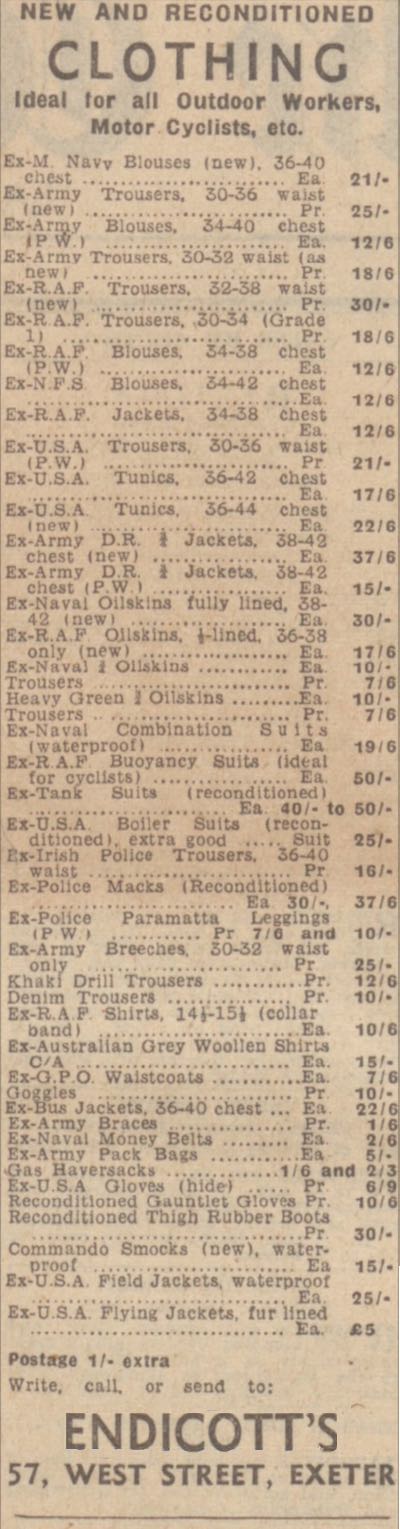 NEW AND RECONDITIONED
CLOTHING
Ideal for all Outdoor Workers,
Motor Cyclists, etc.
Ex-M. Navy Blouses (new), 36-40
chest ........................ Ea. 21/-
Ex-Army Trousers, 30-36 waist
(new) ........................ Pr. 25/-
Ex-Army Blouses, 34-40 chest
(P.W.) ........................ Ea. 12/6
Ex-Army Trousers, 30-32 waist (as
new) ........................ Pr. 18/6
Ex-R.A.F. Trousers, 32-38 waist
(new) ........................ Pr. 30/-
Ex-R.A.F. Trousers, 30-34 (Grade
1) ........................ Pr. 18/6
Ex-R.A.F. Blouses, 34-38 chest
(P.W.) ........................ Ea. 12/6
Ex-N.F.S. Blouses, 34-42 chest
........................ Ea. 12/6
Ex-R.A.F. Jackets, 34-38 chest
........................ Ea. 12/6
Ex-U.S.A. Trousers, 30-36 waist
(P.W.) ........................ Pr. 21/-
Ex-U.S.A. Tunics, 36-42 chest
........................ Ea. 17/6
Ex-U.S.A. Tunics, 36-44 chest
(new) ........................ Ea. 22/6
Ex-Army D.R. ¾ Jackets, 38-42
chest (new) ........................ Ea. 37/6
Ex-Army D.R. ¾ Jackets, 38-42
chest (P.W.) ........................ Ea. 15/-
Ex-Naval Oilskins fully lined, 38-
42 (new) ........................ Ea. 30/-
Ex-R.A.F. Oilskins, ½-lined, 36-38
only (new) ........................ Ea. 17/6
Ex-Naval ¾ Oilskins ............ Ea. 10/-
Trousers ........................ Pr. 7/6
Heavy Green ¾ Oilskins ......... Ea. 10/-
Trousers ........................ Pr. 7/6
Ex-Naval Combination Suits
(waterproof) ............... Ea. 19/6
Ex-R.A.F. Buoyancy Suits (ideal
for cyclists) ............... Ea. 50/-
Ex-Tank Suits (reconditioned)
........................ Ea. 40/- to 50/-
Ex-U.S.A. Boiler Suits (recon-
ditioned), extra good ..... Suit 25/-
Ex-Irish Police Trousers, 36-40
waist ........................ Pr. 16/-
Ex-Police Macks (Reconditioned)
........................ Ea 30/-, 37/6
Ex-Police Paramatta Leggings
(P.W.) ............ Pr 7/6 and 10/-
Ex-Army Breeches, 30-32 waist
only ........................ Pr 25/-
Khaki Drill Trousers ............ Pr. 12/6
Denim Trousers ............... Pr. 10/-
Ex-R.A.F. Shirts, 14½-15½ (collar
band) ........................ Ea. 10/6
Ex-Australian Grey Woollen Shirts
C/A ........................ Ea. 15/-
Ex-G.P.O. Waistcoats ............ Ea. 7/6
Goggles ........................ Pr. 10/-
Ex-Bus Jackets, 36-40 chest ... Ea. 22/6
Ex-Army Braces ............... Pr. 1/6
Ex-Naval Money Belts ......... Ea. 2/6
Ex-Army Pack Bags ............ Ea 5/-
Gas Haversacks ............... 1/6 and 2/3
Ex-U.S.A Gloves (hide) ...... Pr. 6/9
Reconditioned Gauntlet Gloves Pr. 10/6
Reconditioned Thigh Rubber Boots
........................ Pr. 30/-
Commando Smocks (new), water-
proof ........................ Ea 15/-
Ex-U.S.A. Field Jackets, waterproof
........................ Ea. 25/-
Ex-U.S.A. Flying Jackets, fur lined
........................ Ea. £5
Postage 1/- extra
Write, call, or send to:
ENDICOTT'S
57, WEST STREET, EXETER